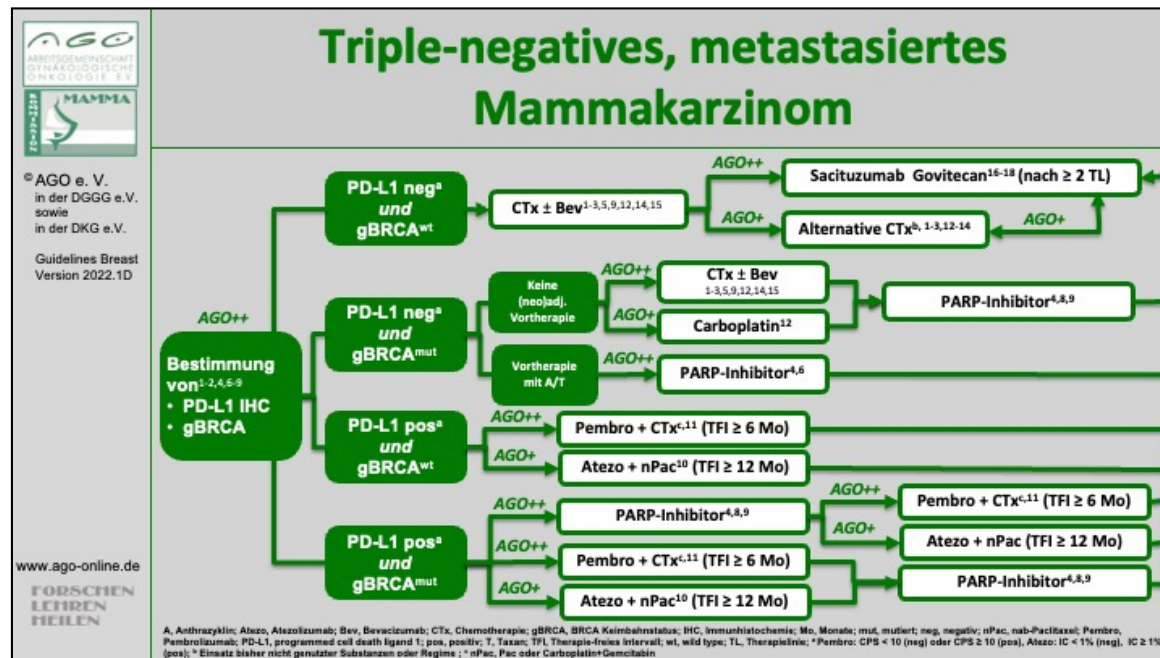 AGO
ARBEITSGEMEINSCHAFT
GYNÄKOLOGISCHE
ONKOLOGIE E.V.
KOMMISSION
MAMMA
© AGO e. V.
in der DGGG e.V.
sowie
in der DKG e.V.
Guidelines Breast
Version 2022.1D
www.ago-online.de
FORSCHEN
LEHREN
HEILEN
Triple-negatives, metastasiertes
Mammakarzinom
AGO++
Bestimmung
von1-2,4,6-9
• PD-L1 IHC
• gBRCA
PD-L1 nega
und
gBRCAwt
CTx ± Bev1-3,5,9,12,14,15
AGO++
Sacituzumab Govitecan16-18 (nach ≥ 2 TL)
AGO+
Alternative CTxb, 1-3,12-14
AGO+
PD-L1 nega
und
gBRCAmut
Keine
(neo)adj.
Vortherapie
AGO++
CTx ± Bev
1-3,5,9,12,14,15
AGO+
Carboplatin12
PARP-Inhibitor4,8,9
Vortherapie
mit A/T
AGO++
PARP-Inhibitor4,6
PD-L1 posa
und
gBRCAwt
AGO++
Pembro + CTxc,11 (TFI ≥ 6 Mo)
AGO+
Atezo + nPac10 (TFI ≥ 12 Mo)
PD-L1 posa
und
gBRCAmut
AGO++
PARP-Inhibitor4,8,9
AGO++
Pembro + CTxc,11 (TFI ≥ 6 Mo)
AGO+
Atezo + nPac (TFI ≥ 12 Mo)
AGO++
Pembro + CTxc,11 (TFI ≥ 6 Mo)
AGO+
Atezo + nPac10 (TFI ≥ 12 Mo)
PARP-Inhibitor4,8,9
A, Anthrazyklin; Atezo, Atezolizumab; Bev, Bevacizumab; CTx, Chemotherapie; gBRCA, BRCA Keimbahnstatus; IHC, Immunhistochemie; Mo, Monate; mut, mutiert; neg, negativ; nPac, nab-Paclitaxel; Pembro,
Pembrolizumab; PD-L1, programmed cell death ligand 1; pos, positiv; T, Taxan; TFI, Therapie-freies Intervall; wt, wild type; TL, Therapielinie; a Pembro: CPS < 10 (neg) oder CPS ≥ 10 (pos), Atezo: IC < 1% (neg), IC ≥ 1%
(pos); b Einsatz bisher nicht genutzter Substanzen oder Regime ; c nPac, Pac oder Carboplatin+Gemcitabin